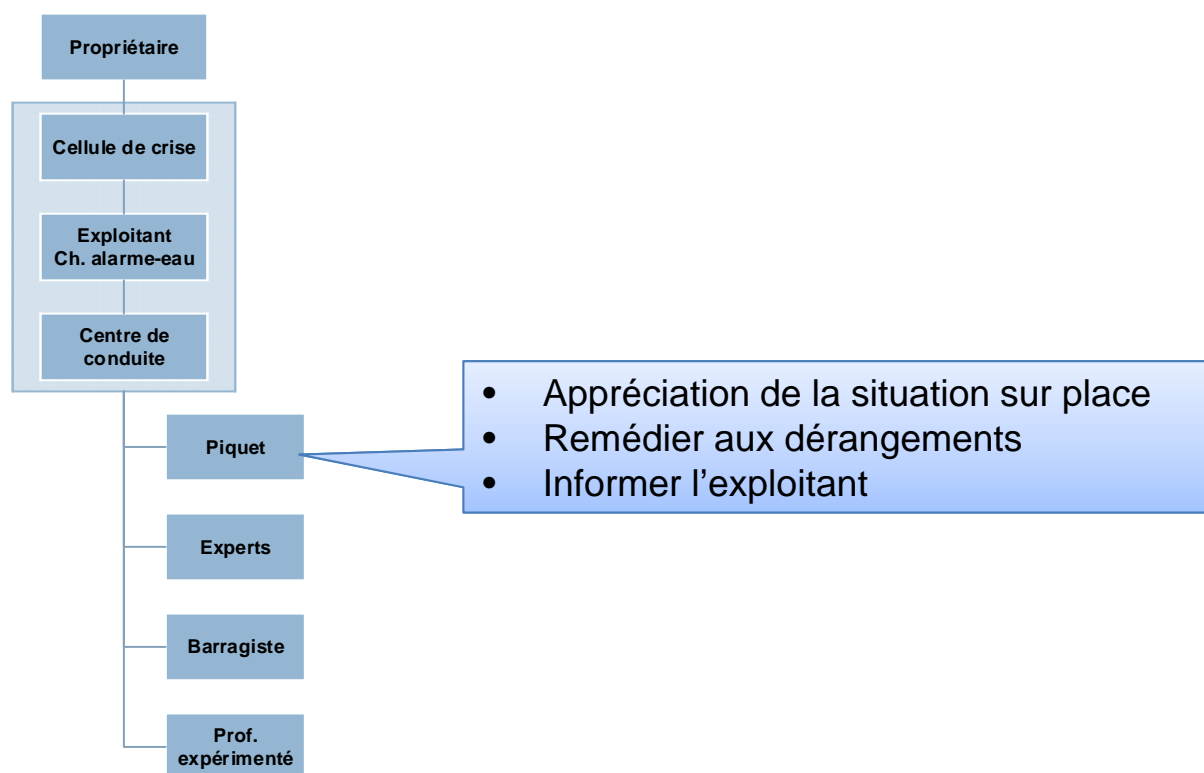 Propriétaire
Cellule de crise
Exploitant
Ch. alarme-eau
Centre de
conduite
Piquet
• Appréciation de la situation sur place
• Remédier aux dérangements
• Informer l’exploitant
Experts
Barragiste
Prof.
expérimenté